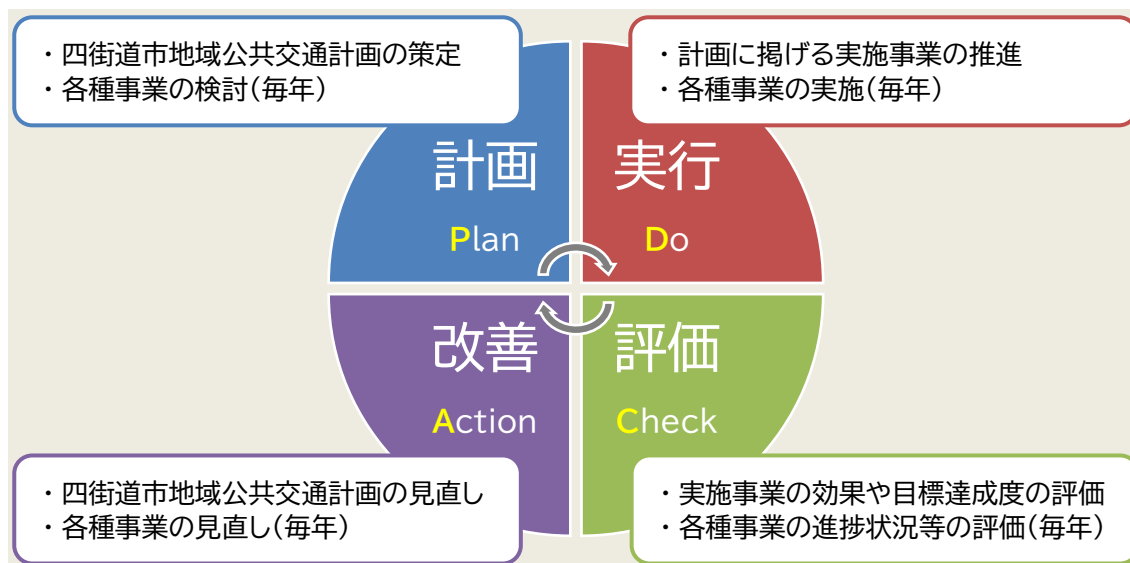 ・四街道市地域公共交通計画の策定
・各種事業の検討(毎年)
・計画に掲げる実施事業の推進
・各種事業の実施(毎年)
計画
Plan
実行
Do
改善
Action
評価
Check
・四街道市地域公共交通計画の見直し
・各種事業の見直し(毎年)
・実施事業の効果や目標達成度の評価
・各種事業の進捗状況等の評価(毎年)